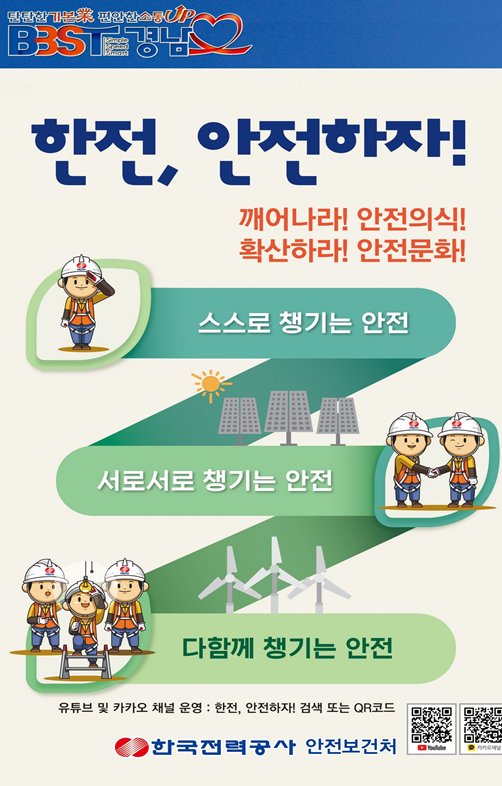 탄탄한기본業 편안한소통UP
BEST Simple Speed Smart 경남
한전, 안전하자!
깨어나라! 안전의식!
확산하라! 안전문화!
스스로 챙기는 안전
서로서로 챙기는 안전
다함께 챙기는 안전
유튜브 및 카카오 채널 운영 : 한전, 안전하자! 검색 또는 QR코드
YouTube
카카오채널
한국전력공사 안전보건처